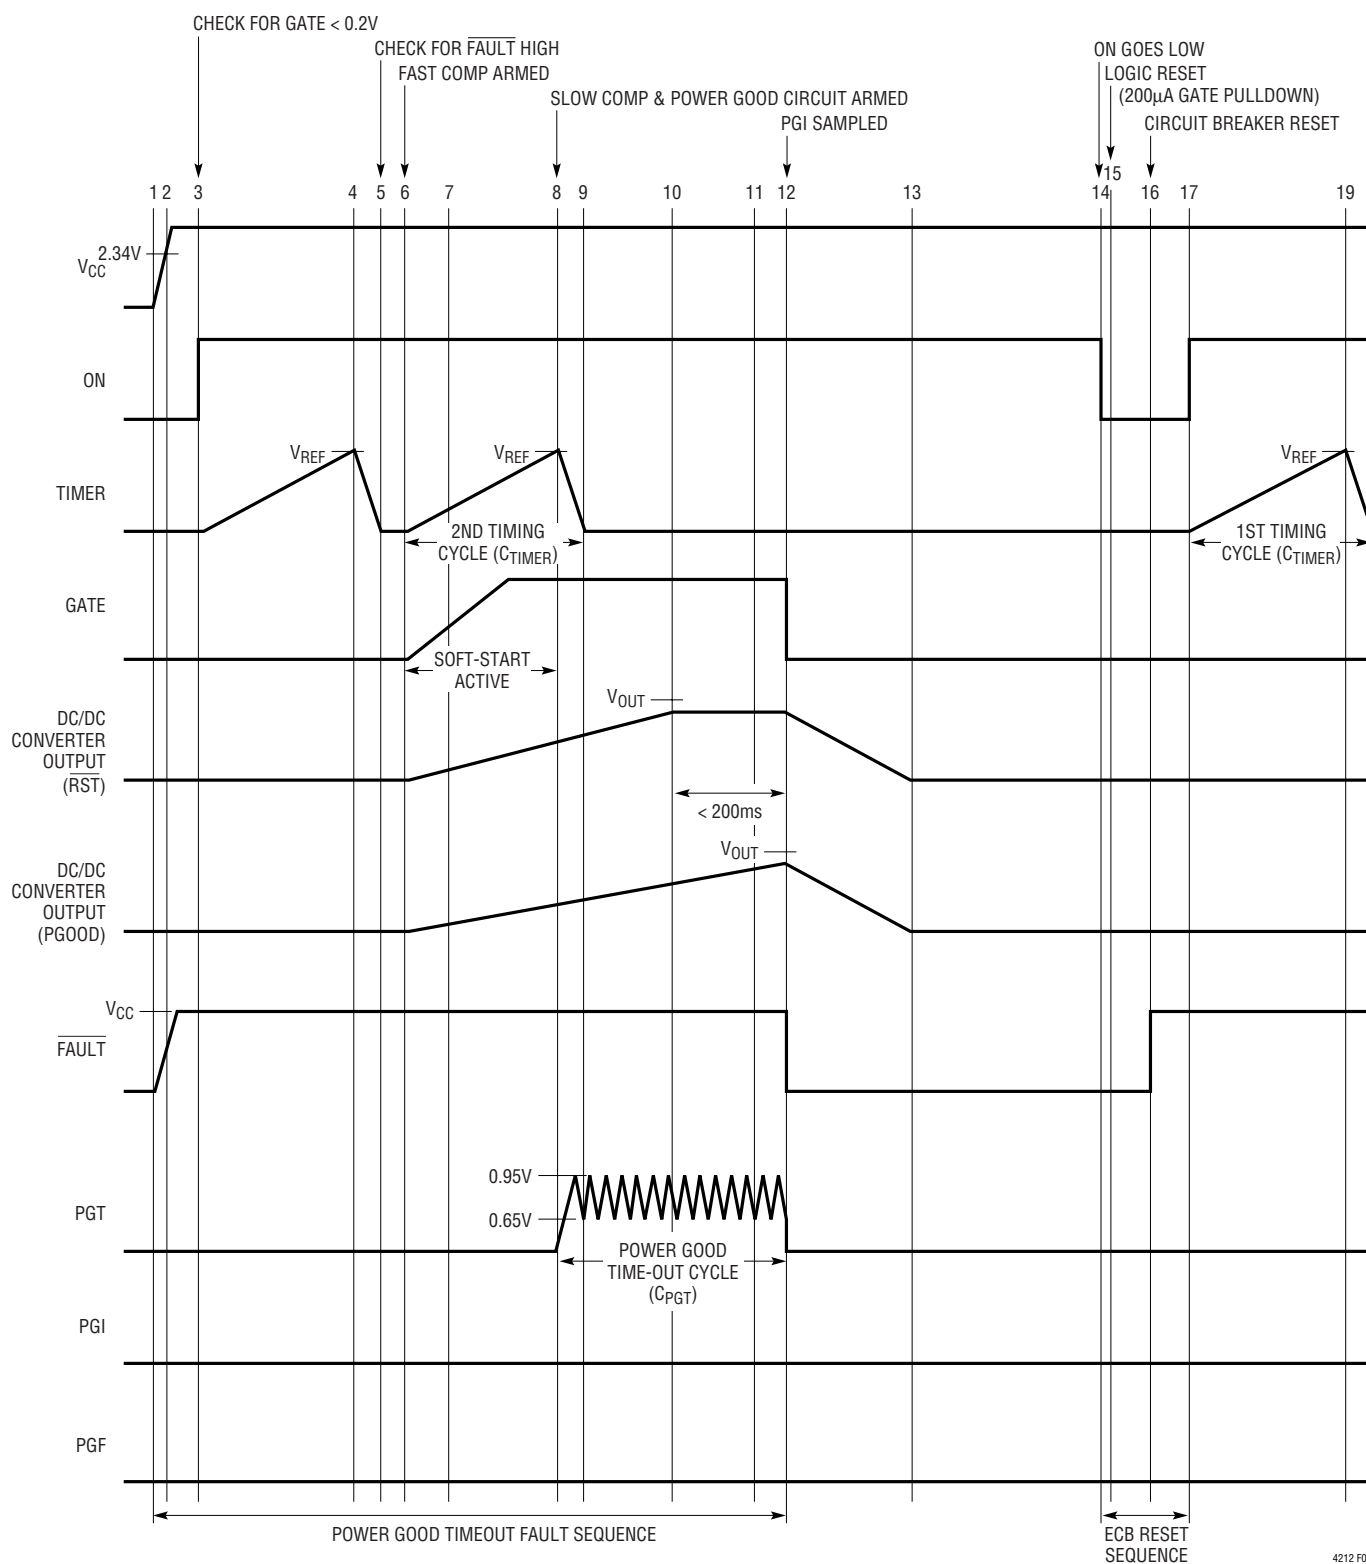 CHECK FOR GATE < 0.2V
CHECK FOR FAULT HIGH
FAST COMP ARMED
SLOW COMP & POWER GOOD CIRCUIT ARMED
PGI SAMPLED
ON GOES LOW
LOGIC RESET
(200µA GATE PULLDOWN)
CIRCUIT BREAKER RESET
1 2 3 4 5 6 7 8 9 10 11 12 13 14 15 16 17 19
2.34V
VCC
ON
VREF
VREF
VREF
TIMER
2ND TIMING
CYCLE (CTIMER)
1ST TIMING
CYCLE (CTIMER)
GATE
SOFT-START
ACTIVE
VOUT
DC/DC
CONVERTER
OUTPUT
(RST)
< 200ms
VOUT
DC/DC
CONVERTER
OUTPUT
(PGOOD)
VCC
FAULT
0.95V
PGT
0.65V
POWER GOOD
TIME-OUT CYCLE
(CPGT)
PGI
PGF
POWER GOOD TIMEOUT FAULT SEQUENCE
ECB RESET
SEQUENCE